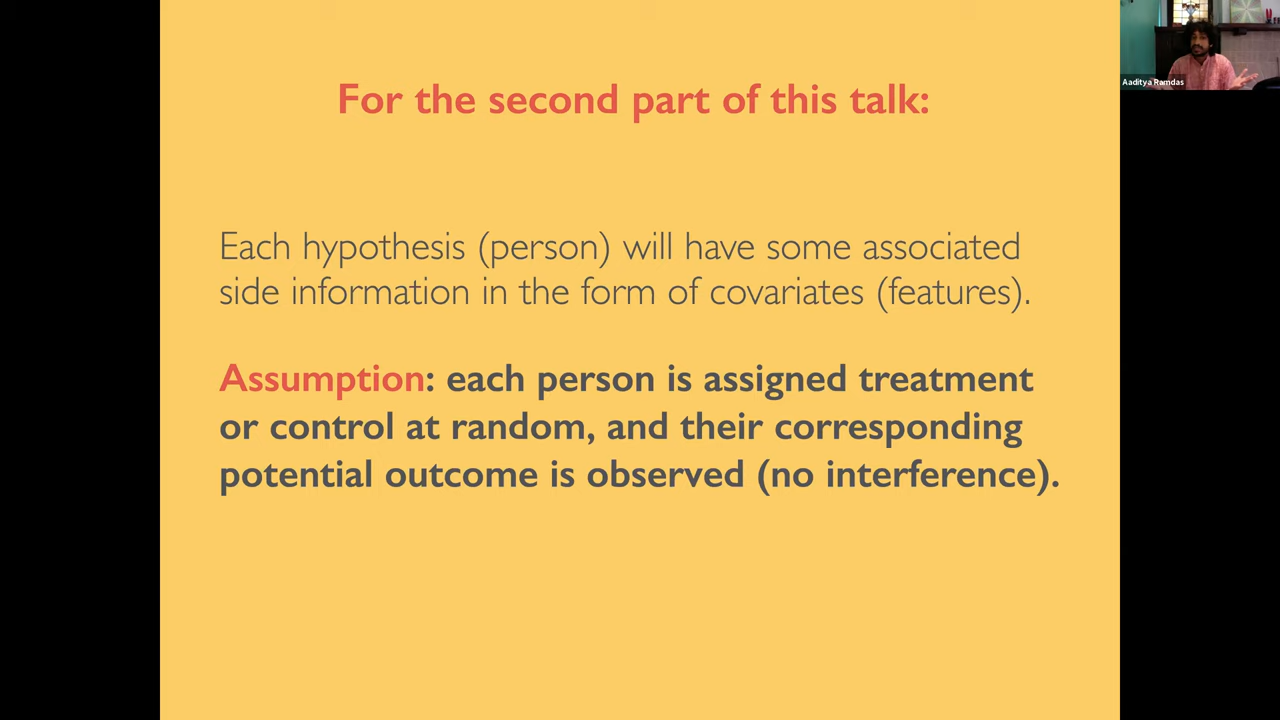 For the second part of this talk:
Each hypothesis (person) will have some associated
side information in the form of covariates (features).
Assumption: each person is assigned treatment
or control at random, and their corresponding
potential outcome is observed (no interference).
Aaditya Ramdas